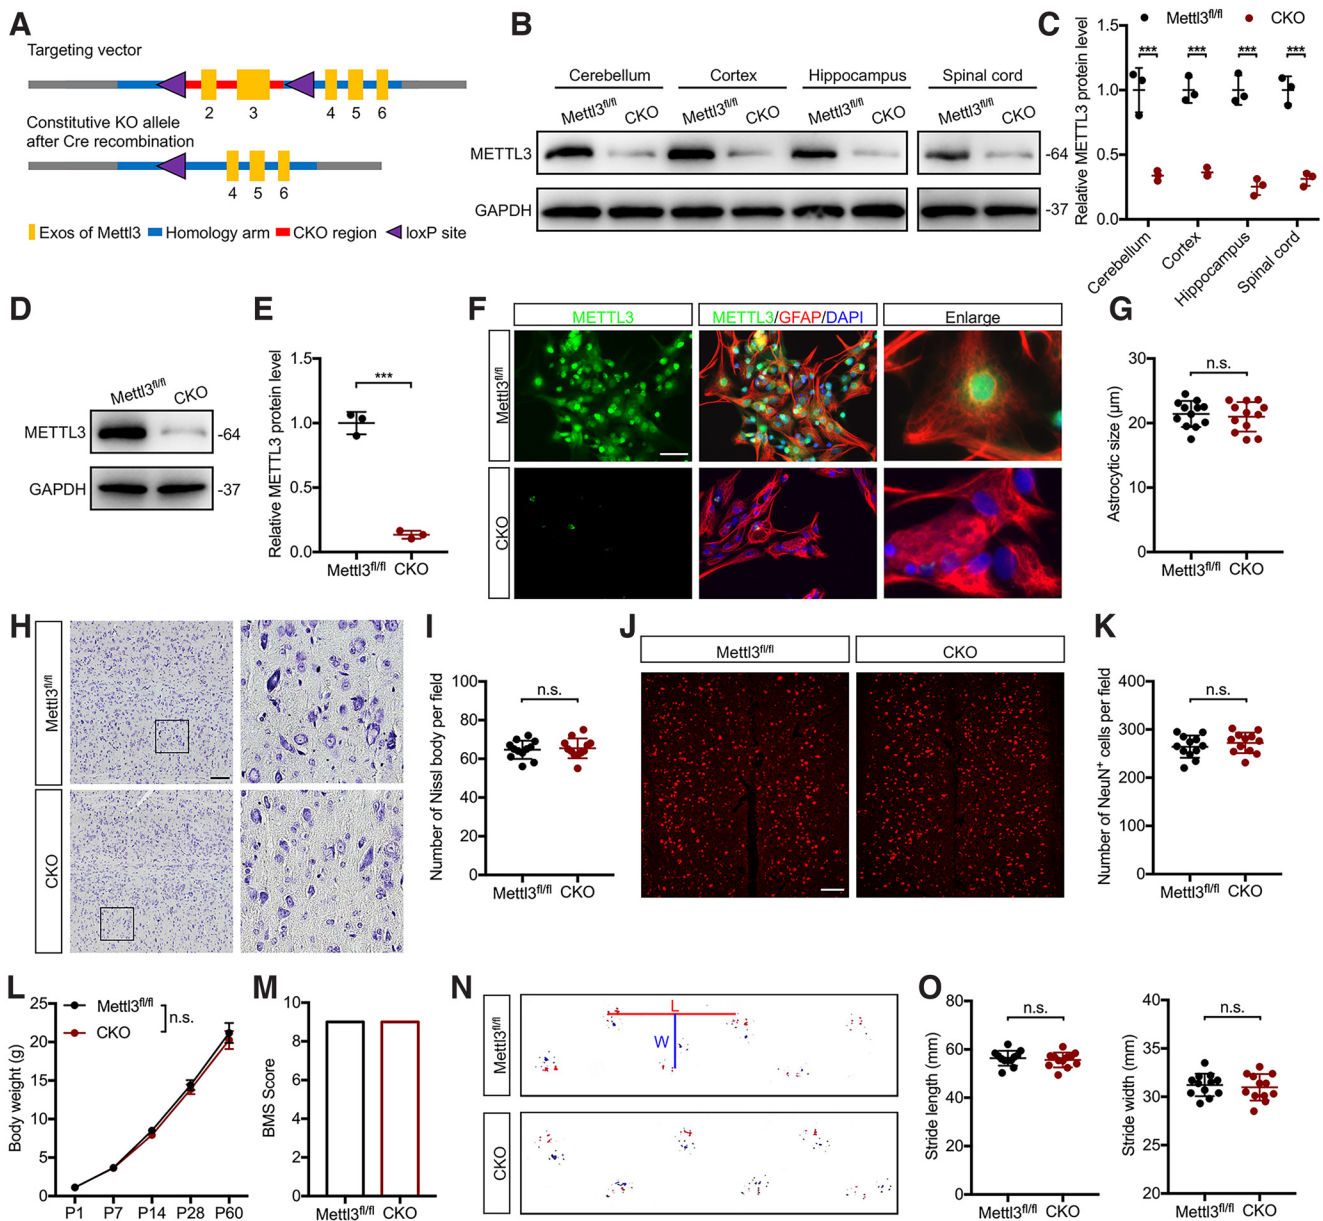 A
Targeting vector
2 3 4 5 6
Constitutive KO allele
after Cre recombination
4 5 6
Exos of Mettl3 Homology arm CKO region loxP site
B
Cerebellum Cortex Hippocampus Spinal cord
Mettl3fl/fl CKO Mettl3fl/fl CKO Mettl3fl/fl CKO Mettl3fl/fl CKO
METTL3 -64
GAPDH -37
C
Mettl3fl/fl CKO
Relative METTL3 protein level
1.5
1.0
0.5
0.0
*** *** *** ***
Cerebellum
Cortex
Hippocampus
Spinal cord
D
Mettl3fl/fl CKO
METTL3 -64
GAPDH -37
E
Relative METTL3 protein level
1.5
1.0
0.5
0.0
***
Mettl3fl/fl CKO
F
METTL3 METTL3/GFAP/DAPI Enlarge
Mettl3fl/fl
CKO
G
Astrocytic size (μm)
30
20
10
0
n.s.
Mettl3fl/fl CKO
H
Mettl3fl/fl
CKO
I
Number of Nissl body per field
100
80
60
40
20
0
n.s.
Mettl3fl/fl CKO
J
Mettl3fl/fl CKO
K
Number of NeuN+ cells per field
400
300
200
100
0
n.s.
Mettl3fl/fl CKO
L
Mettl3fl/fl
CKO
n.s.
Body weight (g)
25
20
15
10
5
0
P1 P7 P14 P28 P60
M
BMS Score
10
8
6
4
2
0
Mettl3fl/fl CKO
N
Mettl3fl/fl
L
W
CKO
O
Stride length (mm)
80
60
40
20
0
n.s.
Mettl3fl/fl CKO
Stride width (mm)
40
35
30
25
20
n.s.
Mettl3fl/fl CKO